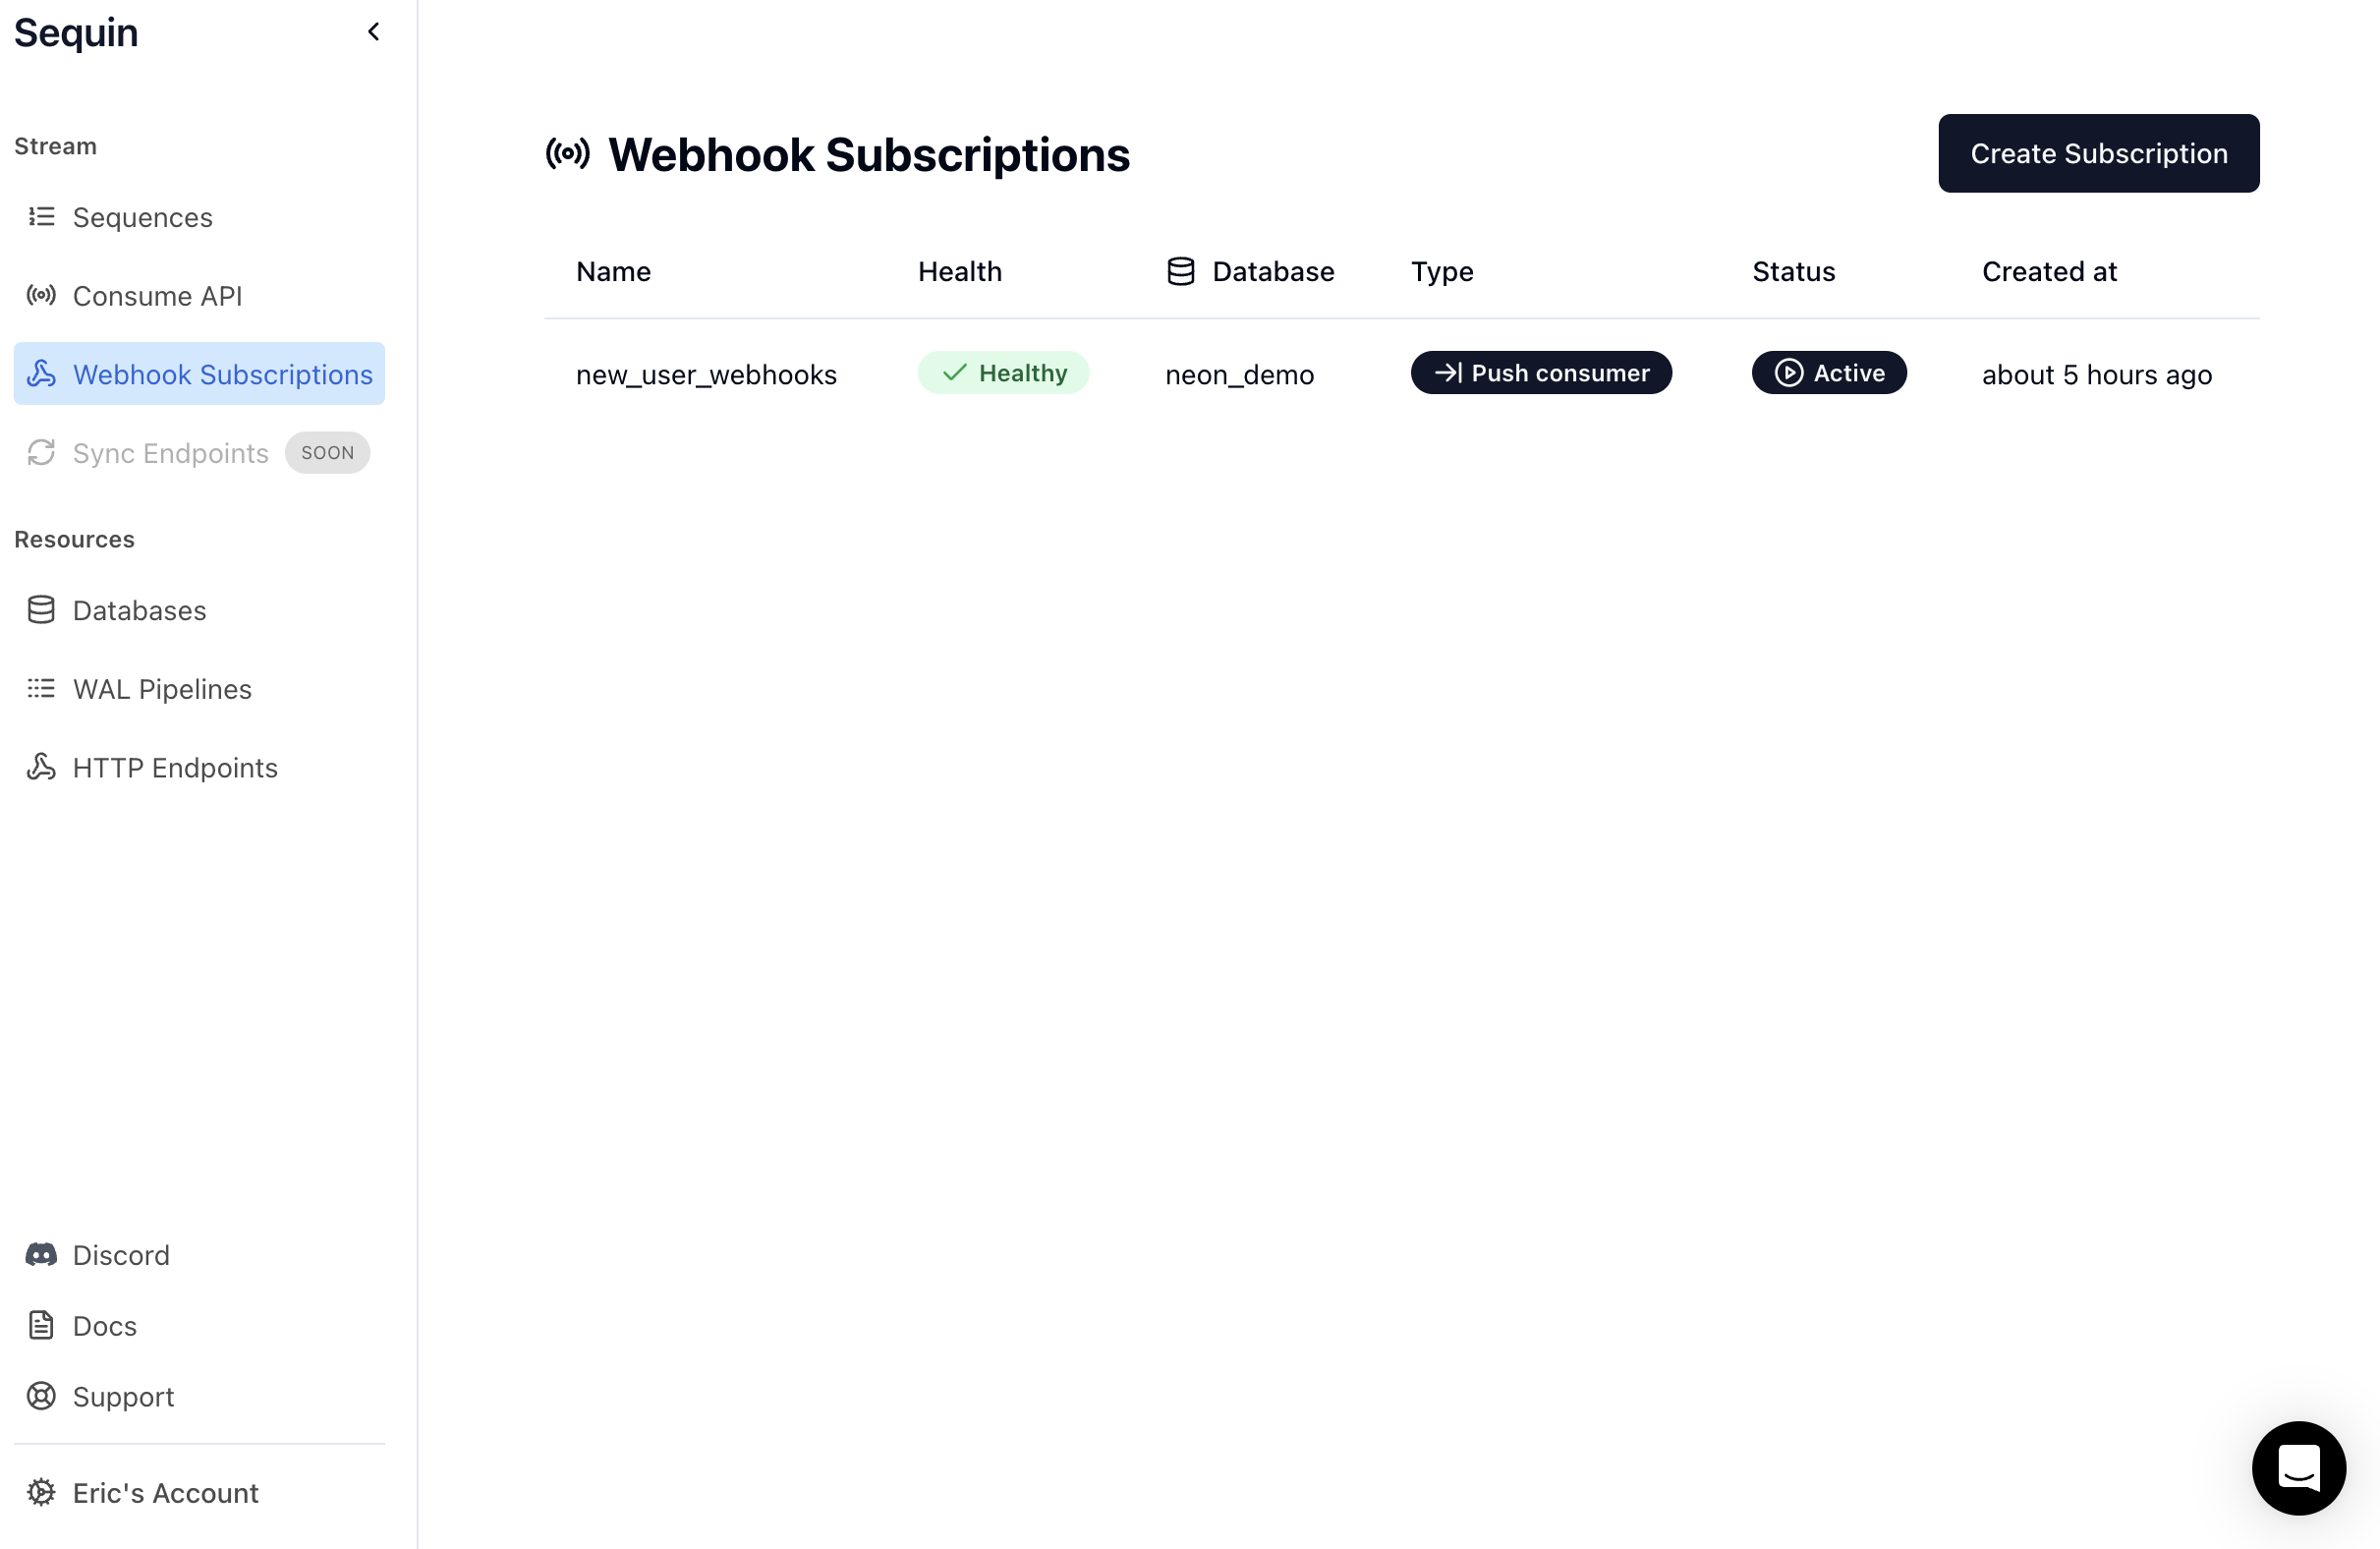 Sequin
Stream
Sequences
Consume API
Webhook Subscriptions
Sync Endpoints SOON
Resources
Databases
WAL Pipelines
HTTP Endpoints
Discord
Docs
Support
Eric's Account
Webhook Subscriptions
Create Subscription
Name Health Database Type Status Created at
new_user_webhooks Healthy neon_demo Push consumer Active about 5 hours ago